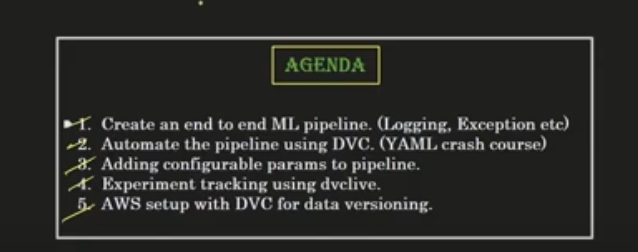 AGENDA
1. Create an end to end ML pipeline. (Logging, Exception etc)
2. Automate the pipeline using DVC. (YAML crash course)
3. Adding configurable params to pipeline.
4. Experiment tracking using dvclive.
5. AWS setup with DVC for data versioning.